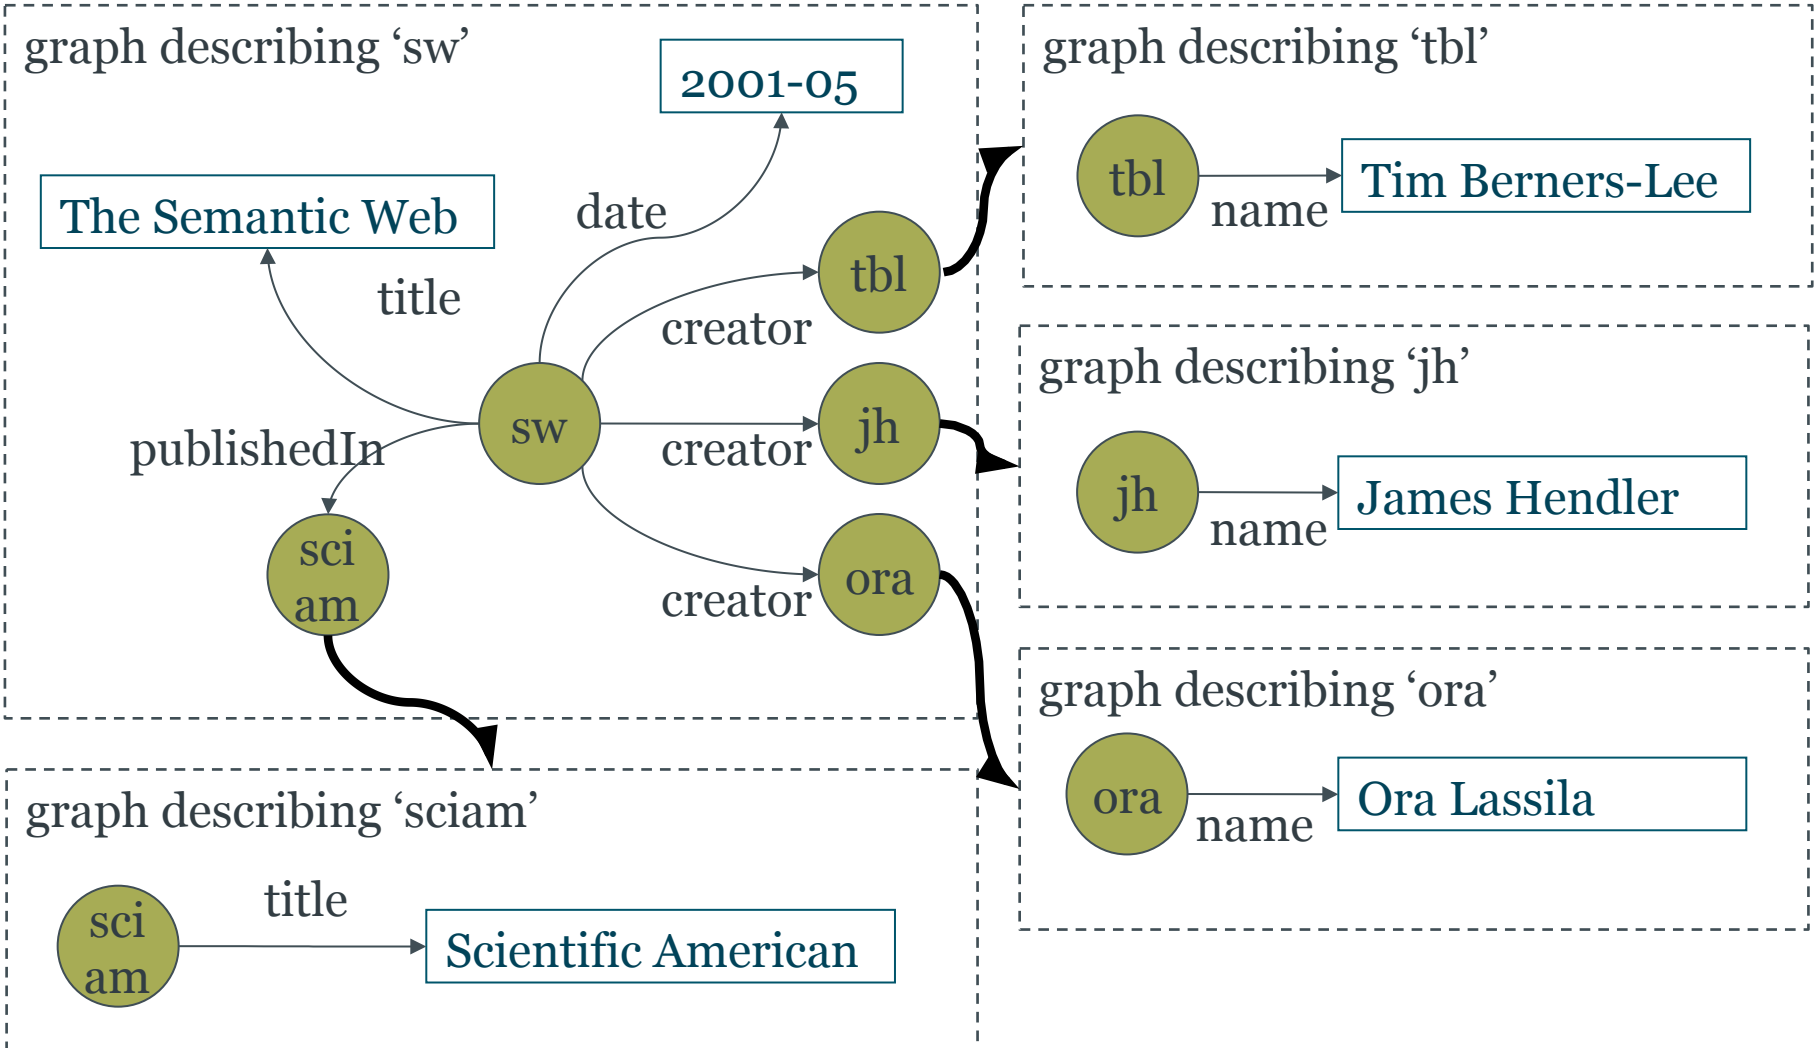 graph describing ‘sw’
2001-05
The Semantic Web
date
title
tbl
creator
sw
jh
publishedIn
creator
sci
am
ora
creator
graph describing ‘tbl’
tbl
Tim Berners-Lee
name
graph describing ‘jh’
jh
James Hendler
name
graph describing ‘ora’
ora
Ora Lassila
name
graph describing ‘sciam’
title
sci
am
Scientific American